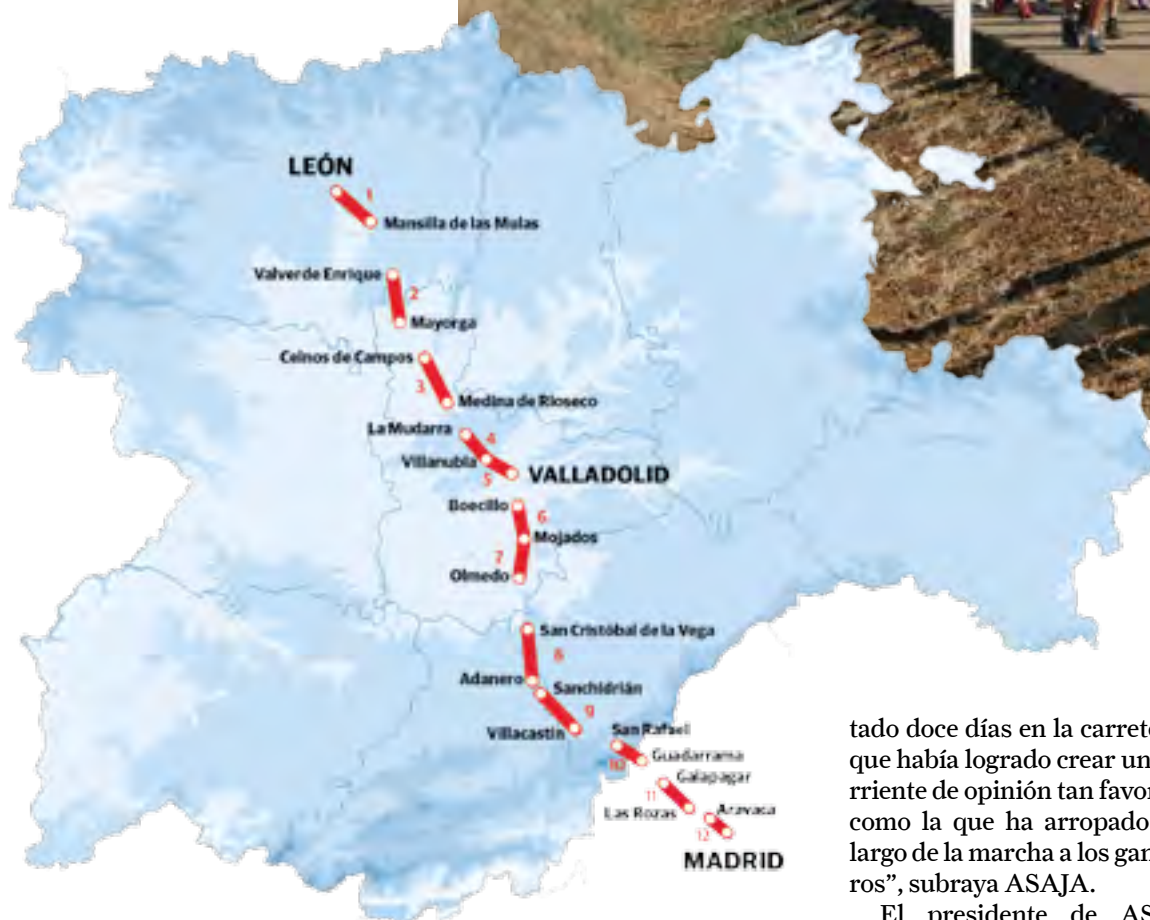 LEÓN
1
Mansilla de las Mulas
Valverde Enrique
2
Mayorga
Ceinos de Campos
3
Medina de Rioseco
La Mudarra
4
Villanubla
5
VALLADOLID
Boecillo
6
Mojados
7
Olmedo
San Cristóbal de la Vega
8
Adanero
Sanchidrián
9
Villacastín
San Rafael
10
Guadarrama
Galapagar
11
Las Rozas
Aravaca
12
MADRID
tado doce días en la carrete
que había logrado crear un
rriente de opinión tan favor
como la que ha arropado
largo de la marcha a los gan
ros”, subraya ASAJA.
El presidente de AS